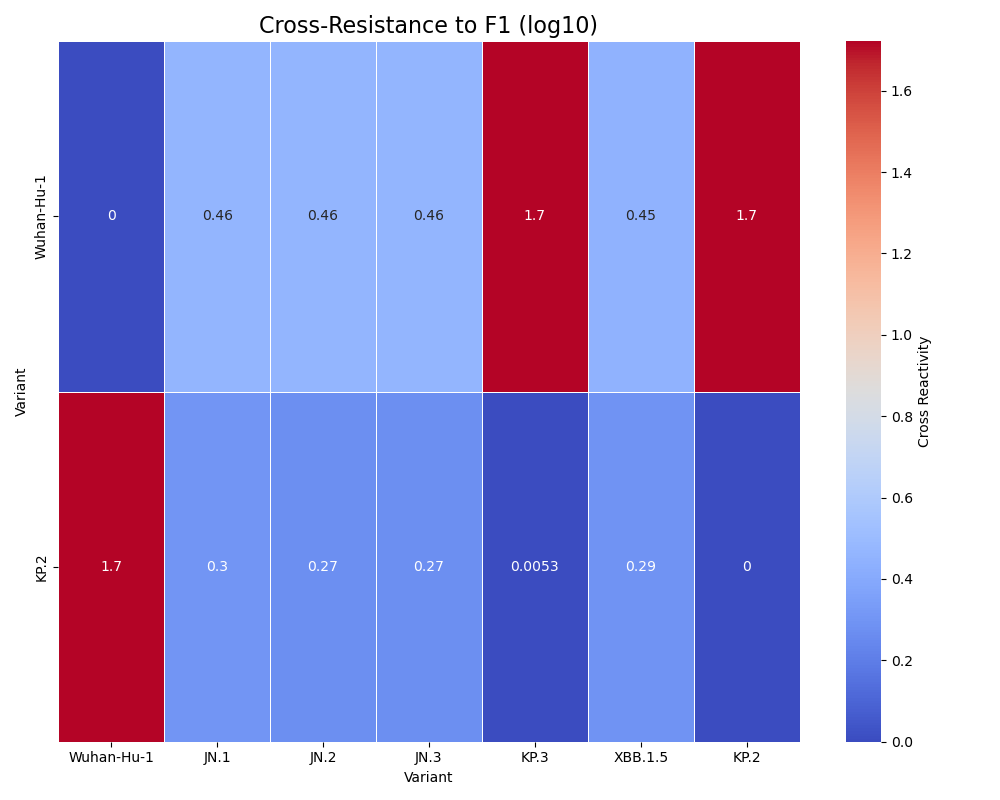 Cross-Resistance to F1 (log10)
Variant
Wuhan-Hu-1
0 0.46 0.46 0.46 1.7 0.45 1.7
KP.2
1.7 0.3 0.27 0.27 0.0053 0.29 0
Wuhan-Hu-1 JN.1 JN.2 JN.3 KP.3 XBB.1.5 KP.2
Variant
1.6
1.4
1.2
1.0
0.8
0.6
0.4
0.2
0.0
Cross Reactivity